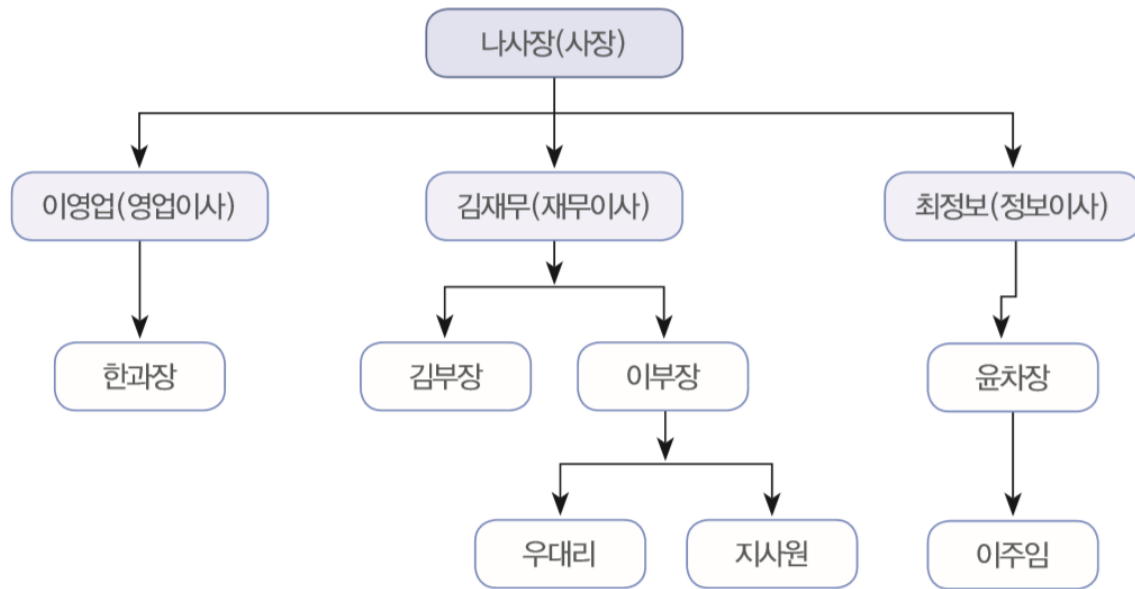 나사장(사장)
이영업(영업이사)
김재무(재무이사)
최정보(정보이사)
한과장
김부장
이부장
윤차장
우대리
지사원
이주임